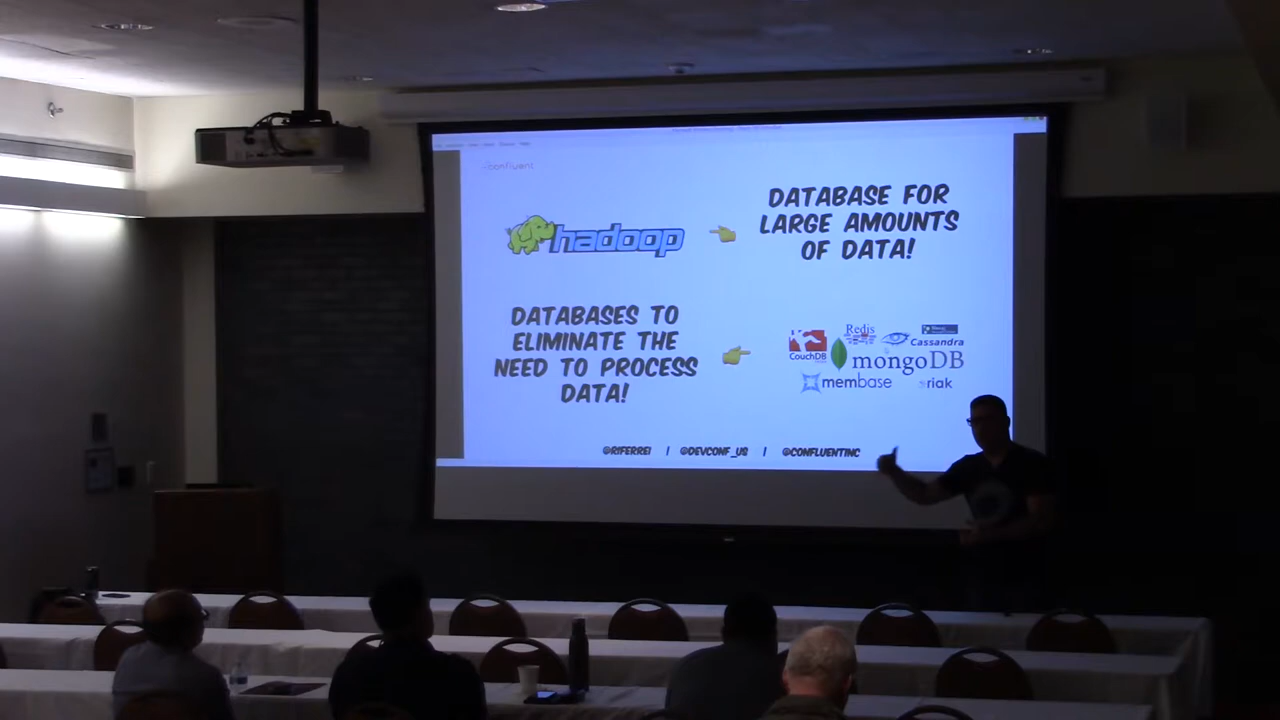 confluent
hadoop
DATABASE FOR
LARGE AMOUNTS
OF DATA!
DATABASES TO
ELIMINATE THE
NEED TO PROCESS
DATA!
CouchDB
Redis
Cassandra
mongoDB
membase
riak
@RIFERREI | @DEVCONF_US | @CONFLUENTINC